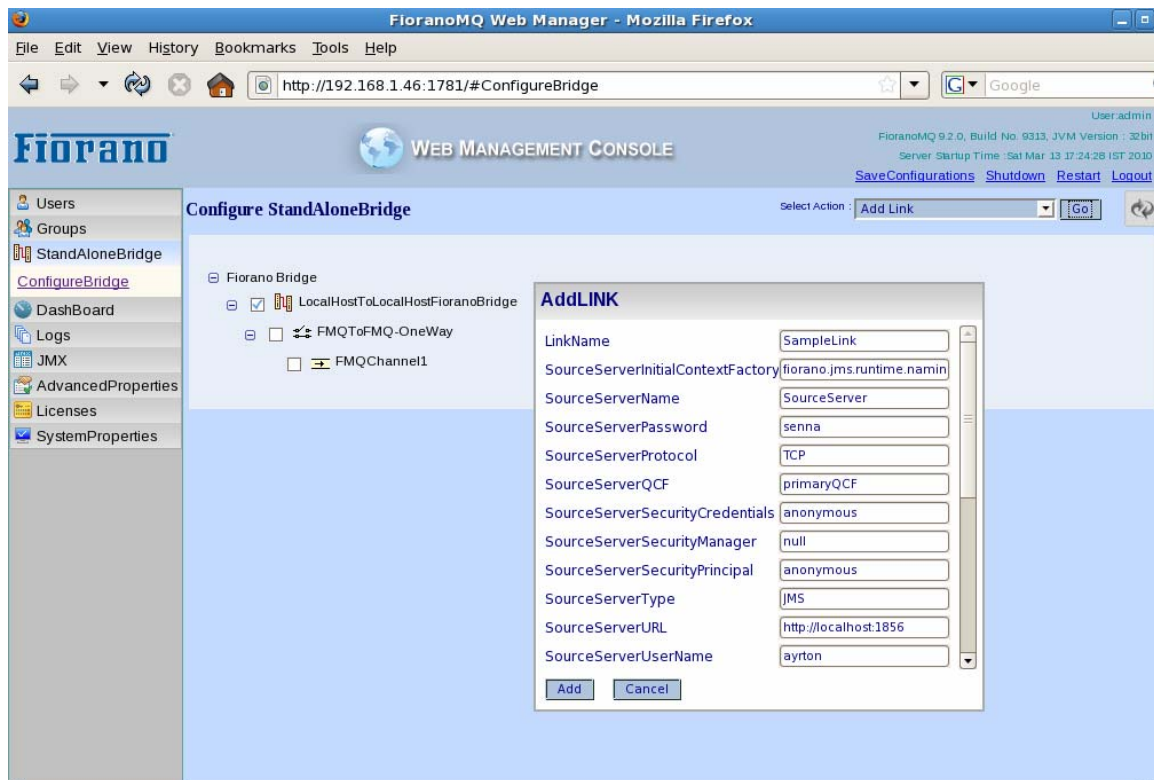 FioranoMQ Web Manager - Mozilla Firefox
File Edit View History Bookmarks Tools Help
http://192.168.1.46:1781/#ConfigureBridge
G Google
User:admin
Fiorano
WEB MANAGEMENT CONSOLE
FioranoMQ 9.2.0, Build No. 9313, JVM Version : 32bit
Server Startup Time :Sat Mar 13 17:24:28 IST 2010
SaveConfigurations Shutdown Restart Logout
Users
Groups
StandAloneBridge
ConfigureBridge
DashBoard
Logs
JMX
AdvancedProperties
Licenses
SystemProperties
Configure StandAloneBridge
Select Action : Add Link Go
Fiorano Bridge
LocalHostToLocalHostFioranoBridge
FMQToFMQ-OneWay
FMQChannel1
AddLINK
LinkName SampleLink
SourceServerInitialContextFactory fiorano.jms.runtime.namin
SourceServerName SourceServer
SourceServerPassword senna
SourceServerProtocol TCP
SourceServerQCF primaryQCF
SourceServerSecurityCredentials anonymous
SourceServerSecurityManager null
SourceServerSecurityPrincipal anonymous
SourceServerType JMS
SourceServerURL http://localhost:1856
SourceServerUserName ayrton
Add Cancel